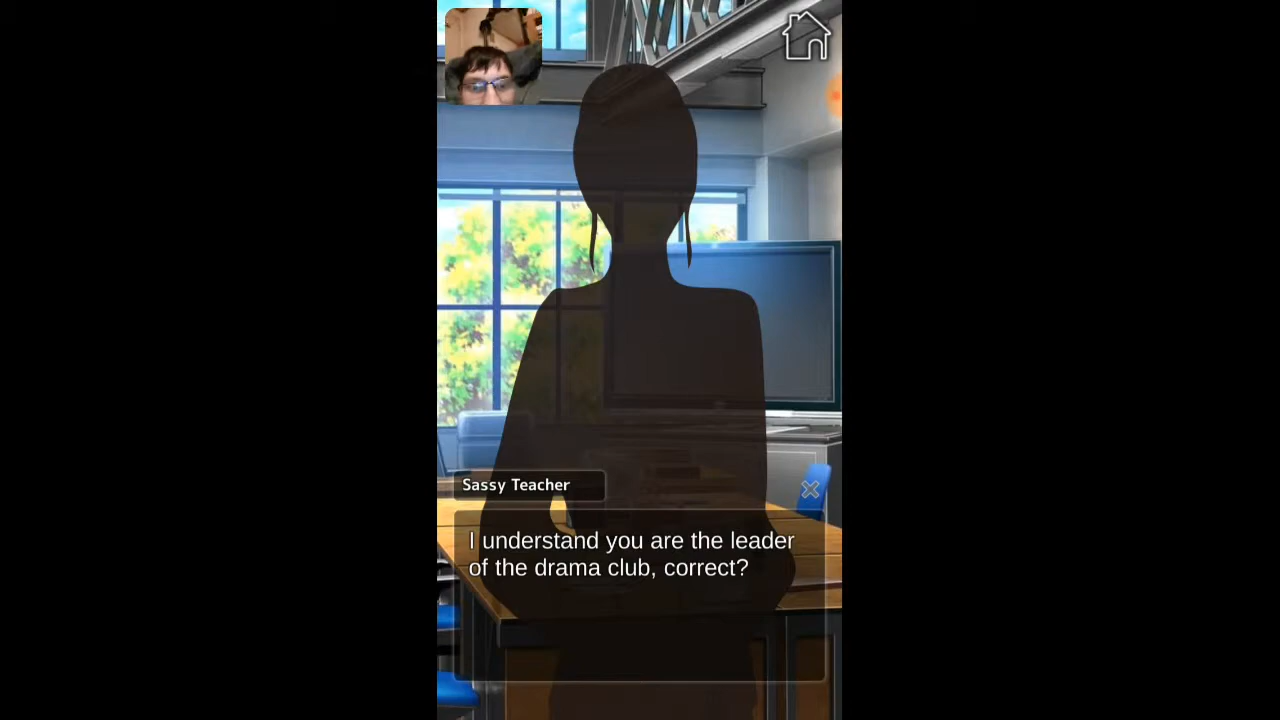 Sassy Teacher
I understand you are the leader
of the drama club, correct?